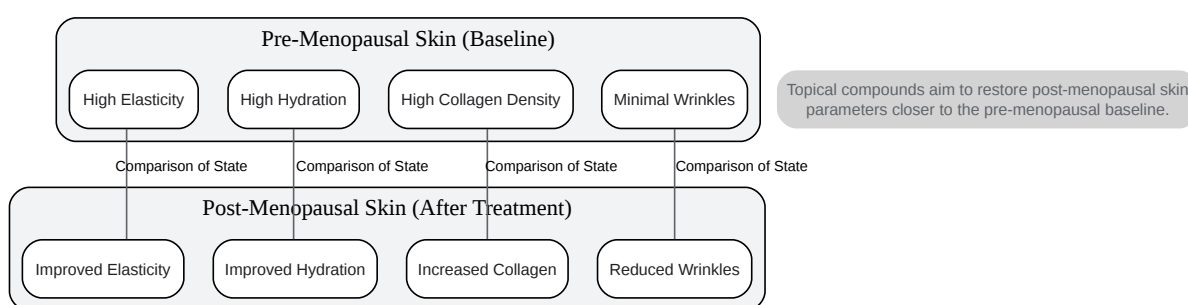 Pre-Menopausal Skin (Baseline)
High Elasticity
High Hydration
High Collagen Density
Minimal Wrinkles
Topical compounds aim to restore post-menopausal skin
parameters closer to the pre-menopausal baseline.
Comparison of State
Comparison of State
Comparison of State
Comparison of State
Post-Menopausal Skin (After Treatment)
Improved Elasticity
Improved Hydration
Increased Collagen
Reduced Wrinkles